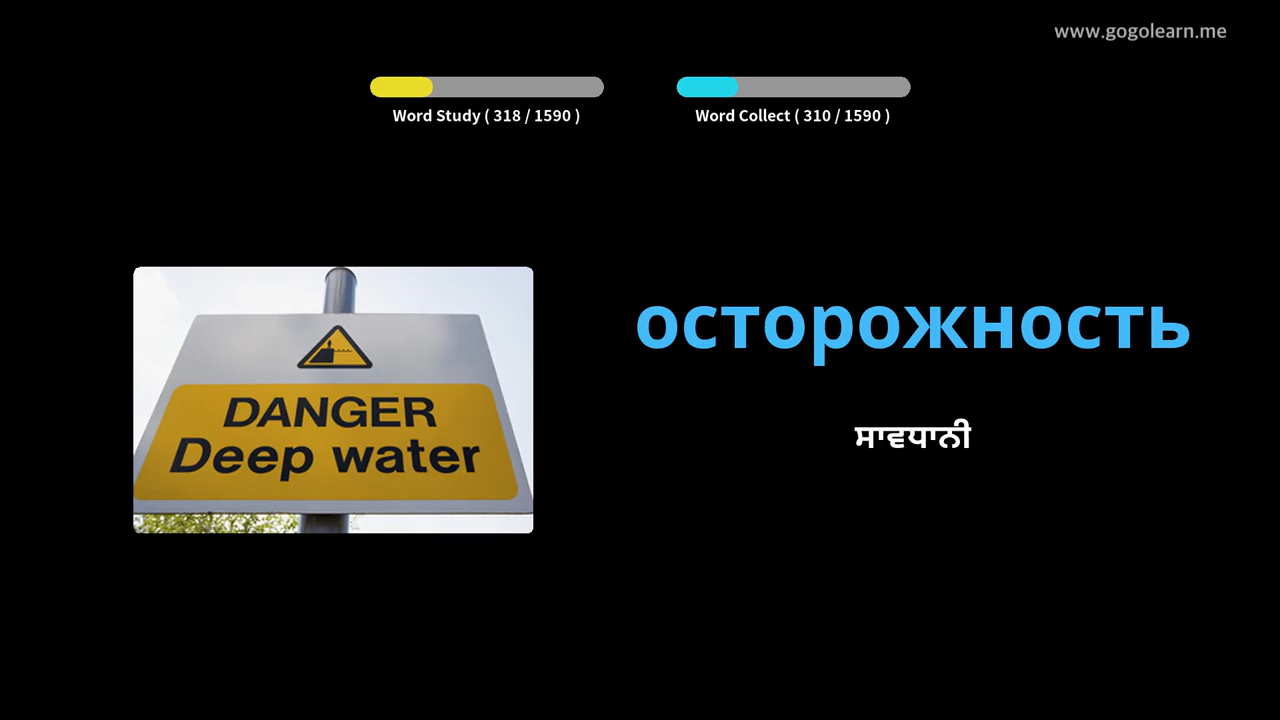 www.gogolearn.me
Word Study ( 318 / 1590 )
Word Collect ( 310 / 1590 )
DANGER
Deep water
осторожность
ਸਾਵਧਾਨੀ